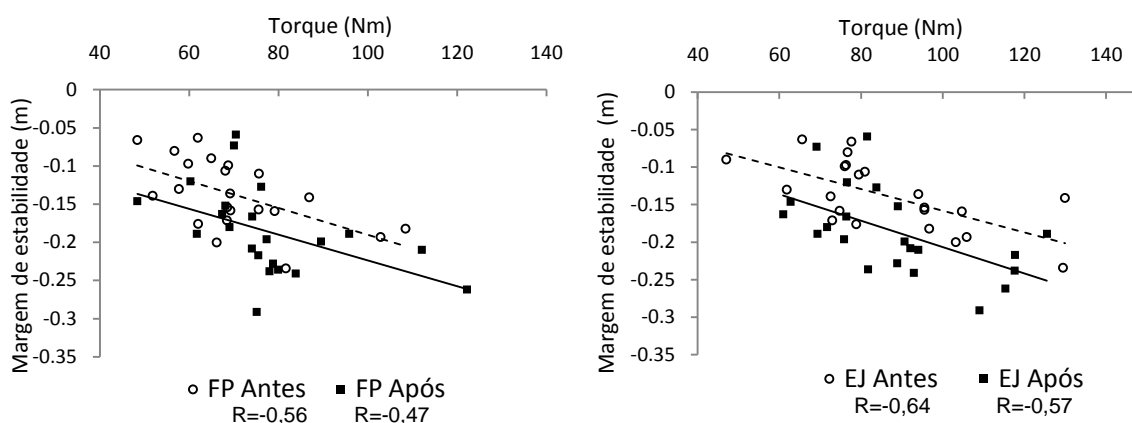 Torque (Nm)
40 60 80 100 120 140
0
-0.05
-0.1
-0.15
-0.2
-0.25
-0.3
-0.35
Margem de estabilidade (m)
FP Antes FP Após
R=-0,56 R=-0,47
Torque (Nm)
40 60 80 100 120 140
0
-0.05
-0.1
-0.15
-0.2
-0.25
-0.3
-0.35
Margem de estabilidade (m)
EJ Antes EJ Após
R=-0,64 R=-0,57